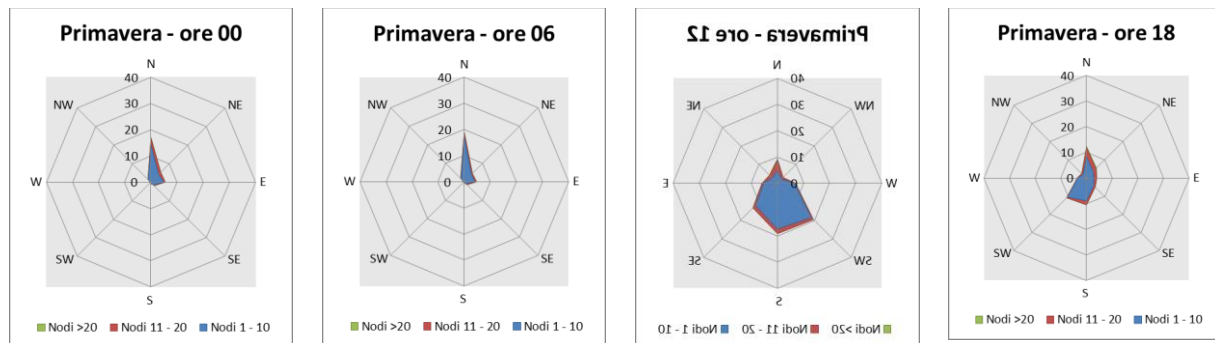 Primavera - ore 00
N
40
NW NE
30
20
10
W 0 E
SW SE
S
Nodi >20 Nodi 11 - 20 Nodi 1 - 10
Primavera - ore 06
N
40
NW NE
30
20
10
W 0 E
SW SE
S
Nodi >20 Nodi 11 - 20 Nodi 1 - 10
Primavera - ore 12
N
40
NW NE
30
20
10
W 0 E
SW SE
S
Nodi >20 Nodi 11 - 20 Nodi 1 - 10
Primavera - ore 18
N
40
NW NE
30
20
10
W 0 E
SW SE
S
Nodi >20 Nodi 11 - 20 Nodi 1 - 10